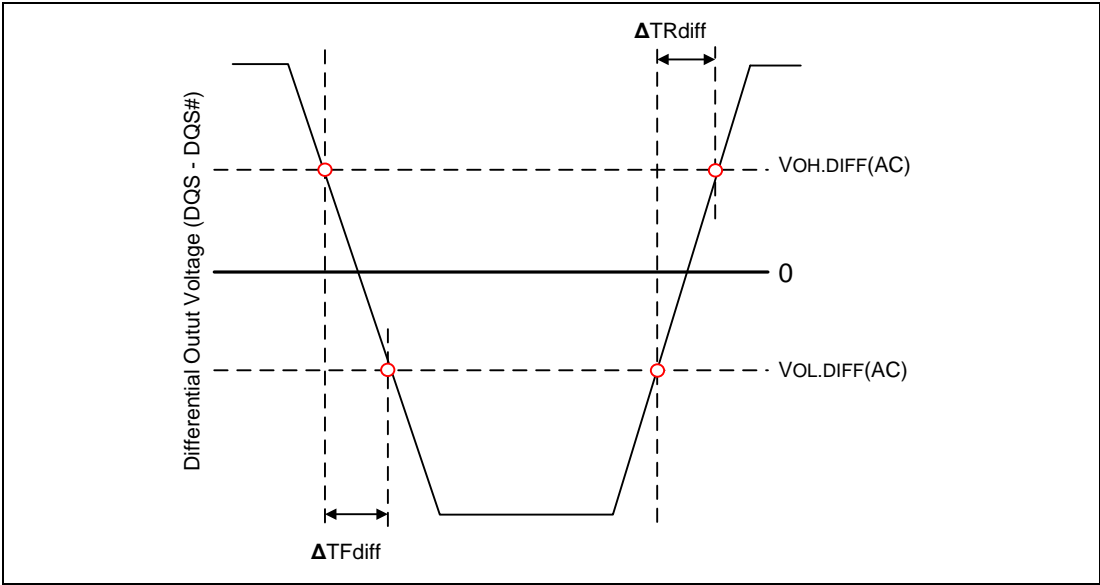 ΔTRdiff
Differential Outut Voltage (DQS - DQS#)
VOH.DIFF(AC)
0
VOL.DIFF(AC)
ΔTFdiff